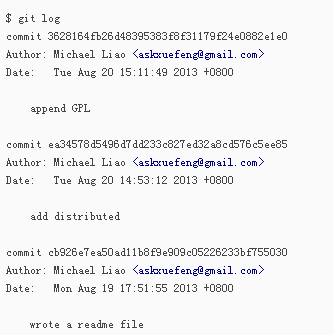 $ git log
commit 3628164fb26d48395383f8f31179f24e0882e1e0
Author: Michael Liao <askxuefeng@gmail.com>
Date:   Tue Aug 20 15:11:49 2013 +0800
append GPL
commit ea34578d5496d7dd233c827ed32a8cd576c5ee85
Author: Michael Liao <askxuefeng@gmail.com>
Date:   Tue Aug 20 14:53:12 2013 +0800
add distributed
commit cb926e7ea50ad11b8f9e909c05226233bf755030
Author: Michael Liao <askxuefeng@gmail.com>
Date:   Mon Aug 19 17:51:55 2013 +0800
wrote a readme file